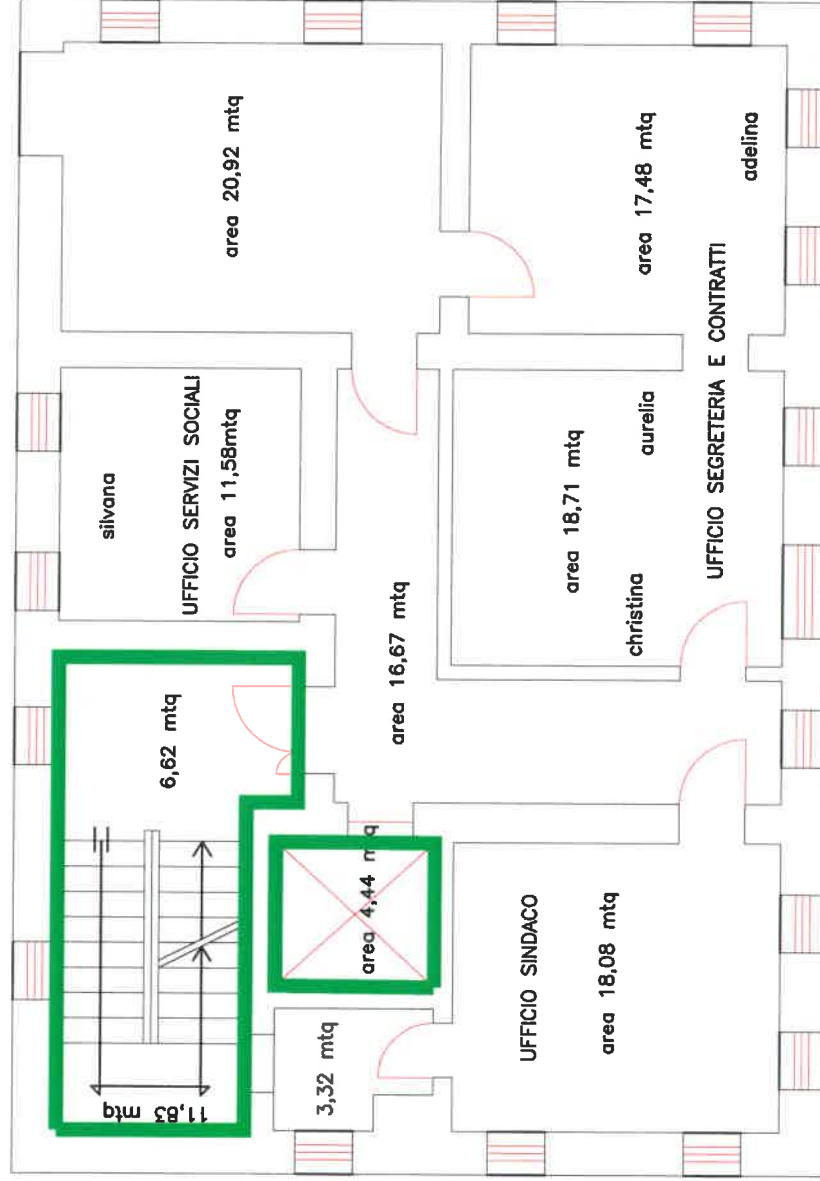 area 20,92 mtq
area 17,48 mtq
adelina
silvana
UFFICIO SERVIZI SOCIALI
area 11,58mtq
area 18,71 mtq
aurelia
christina
UFFICIO SEGRETERIA E CONTRATTI
6,62 mtq
area 16,67 mtq
area 4,44 mtq
11,83 mtq
3,32 mtq
UFFICIO SINDACO
area 18,08 mtq